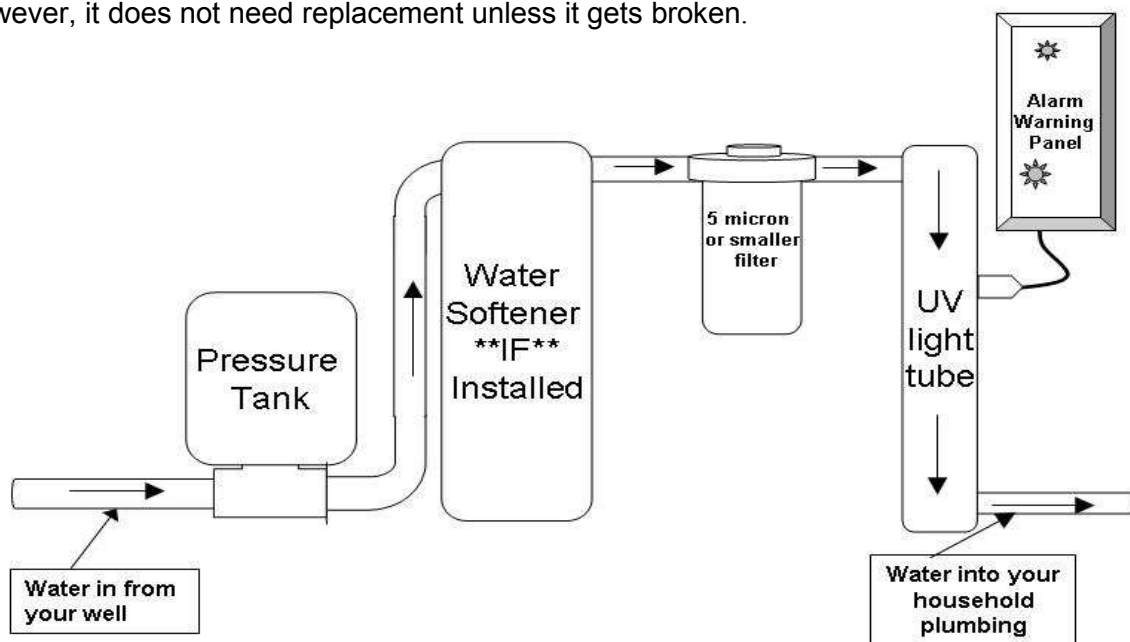 wever, it does not need replacement unless it gets broken.
Alarm
Warning
Panel
5 micron
or smaller
filter
Water
Softener
**IF**
Installed
UV
light
tube
Pressure
Tank
Water in from
your well
Water into your
household
plumbing